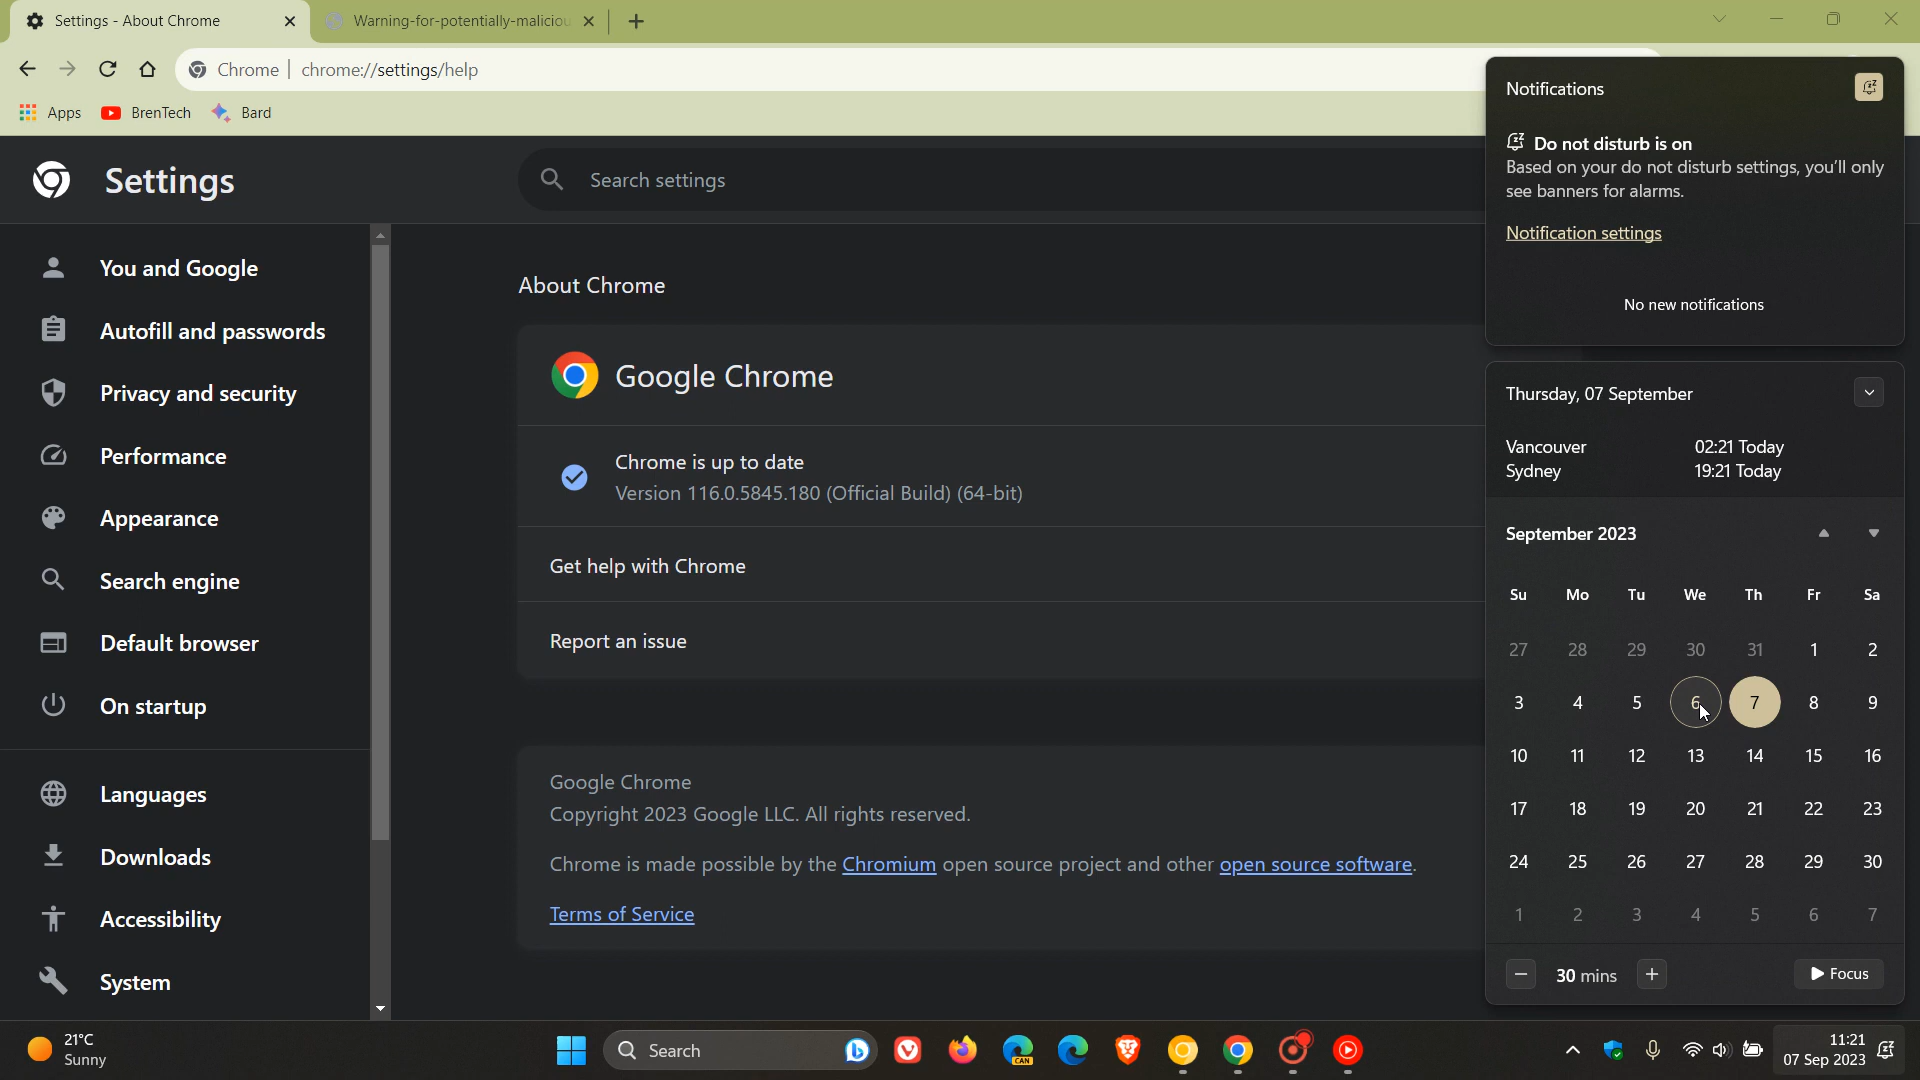 Settings - About Chrome
Warning-for-potentially-maliciou
Chrome
chrome://settings/help
Apps
BrenTech
Bard
Settings
Search settings
You and Google
Autofill and passwords
Privacy and security
Performance
Appearance
Search engine
Default browser
On startup
Languages
Downloads
Accessibility
System
About Chrome
Google Chrome
Chrome is up to date
Version 116.0.5845.180 (Official Build) (64-bit)
Get help with Chrome
Report an issue
Google Chrome
Copyright 2023 Google LLC. All rights reserved.
Chrome is made possible by the Chromium open source project and other open source software.
Terms of Service
Notifications
Do not disturb is on
Based on your do not disturb settings, you'll only
see banners for alarms.
Notification settings
No new notifications
Thursday, 07 September
Vancouver 02:21 Today
Sydney 19:21 Today
September 2023
Su Mo Tu We Th Fr Sa
27 28 29 30 31 1 2
3 4 5 6 7 8 9
10 11 12 13 14 15 16
17 18 19 20 21 22 23
24 25 26 27 28 29 30
1 2 3 4 5 6 7
30 mins
Focus
21°C
Sunny
Search
CAN
11:21
07 Sep 2023